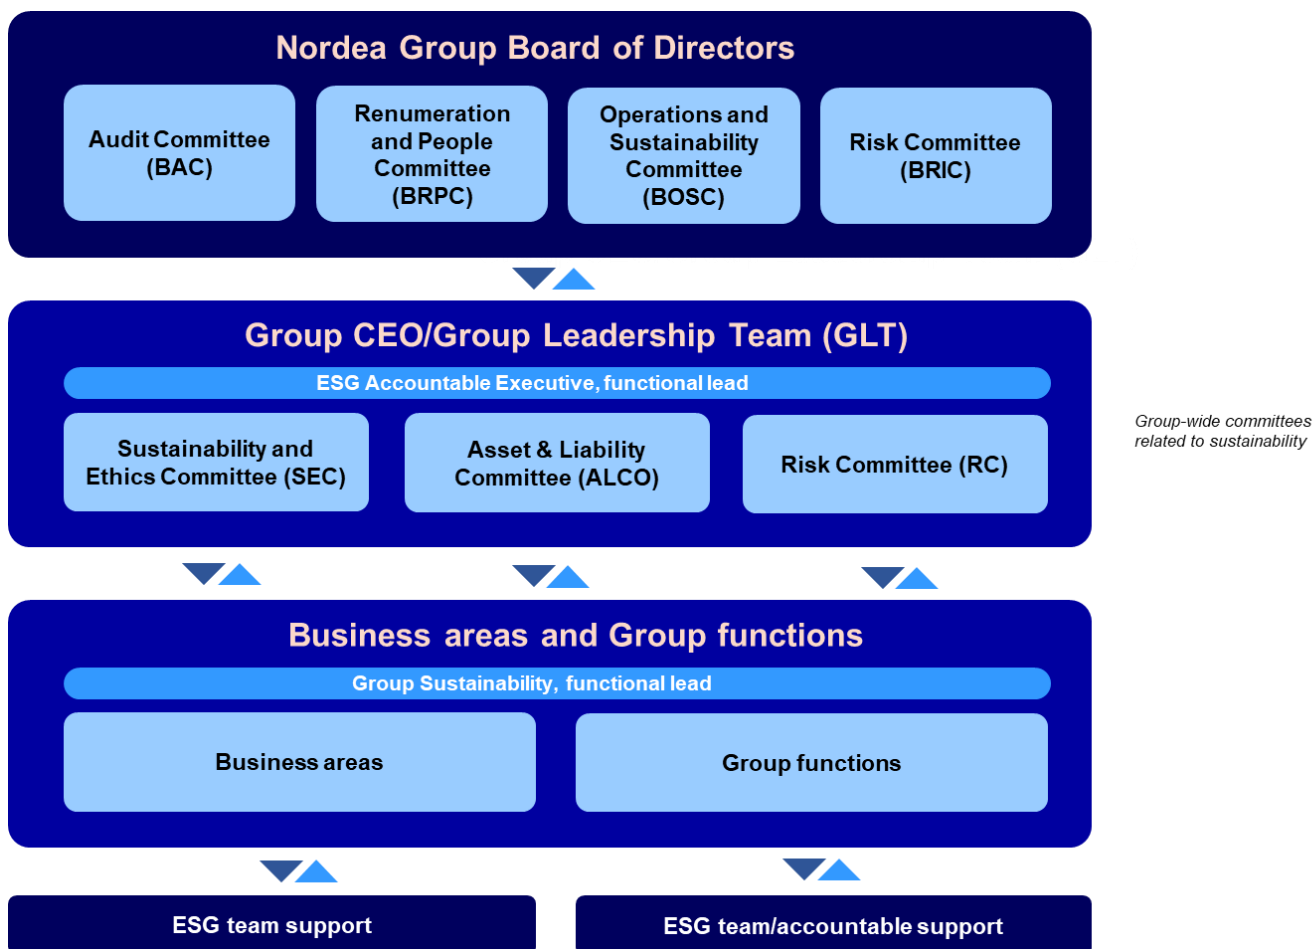 Nordea Group Board of Directors
Audit Committee
(BAC)
Renumeration
and People
Committee
(BRPC)
Operations and
Sustainability
Committee
(BOSC)
Risk Committee
(BRIC)
Group CEO/Group Leadership Team (GLT)
ESG Accountable Executive, functional lead
Sustainability and
Ethics Committee (SEC)
Asset & Liability
Committee (ALCO)
Risk Committee (RC)
Group-wide committees
related to sustainability
Business areas and Group functions
Group Sustainability, functional lead
Business areas
Group functions
ESG team support
ESG team/accountable support